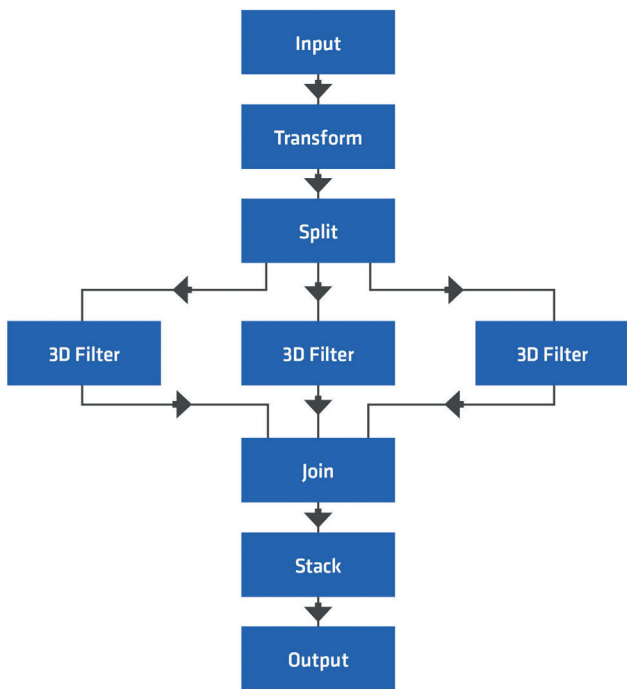 Input
Transform
Split
3D Filter
3D Filter
3D Filter
Join
Stack
Output